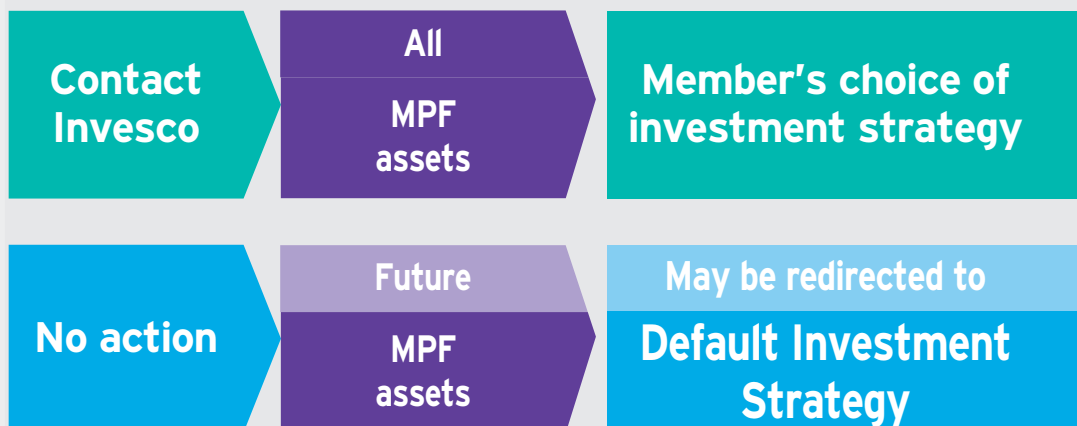 Contact
Invesco
All
MPF
assets
Member's choice of
investment strategy
No action
Future
MPF
assets
May be redirected to
Default Investment
Strategy